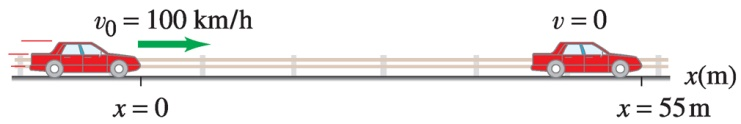 v₀ = 100 km/h
v = 0
x(m)
x = 0
x = 55 m